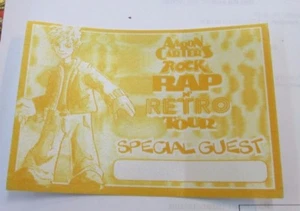 AARON
CARTER'S
ROCK
RAP
& RETRO
TOUR
SPECIAL GUEST